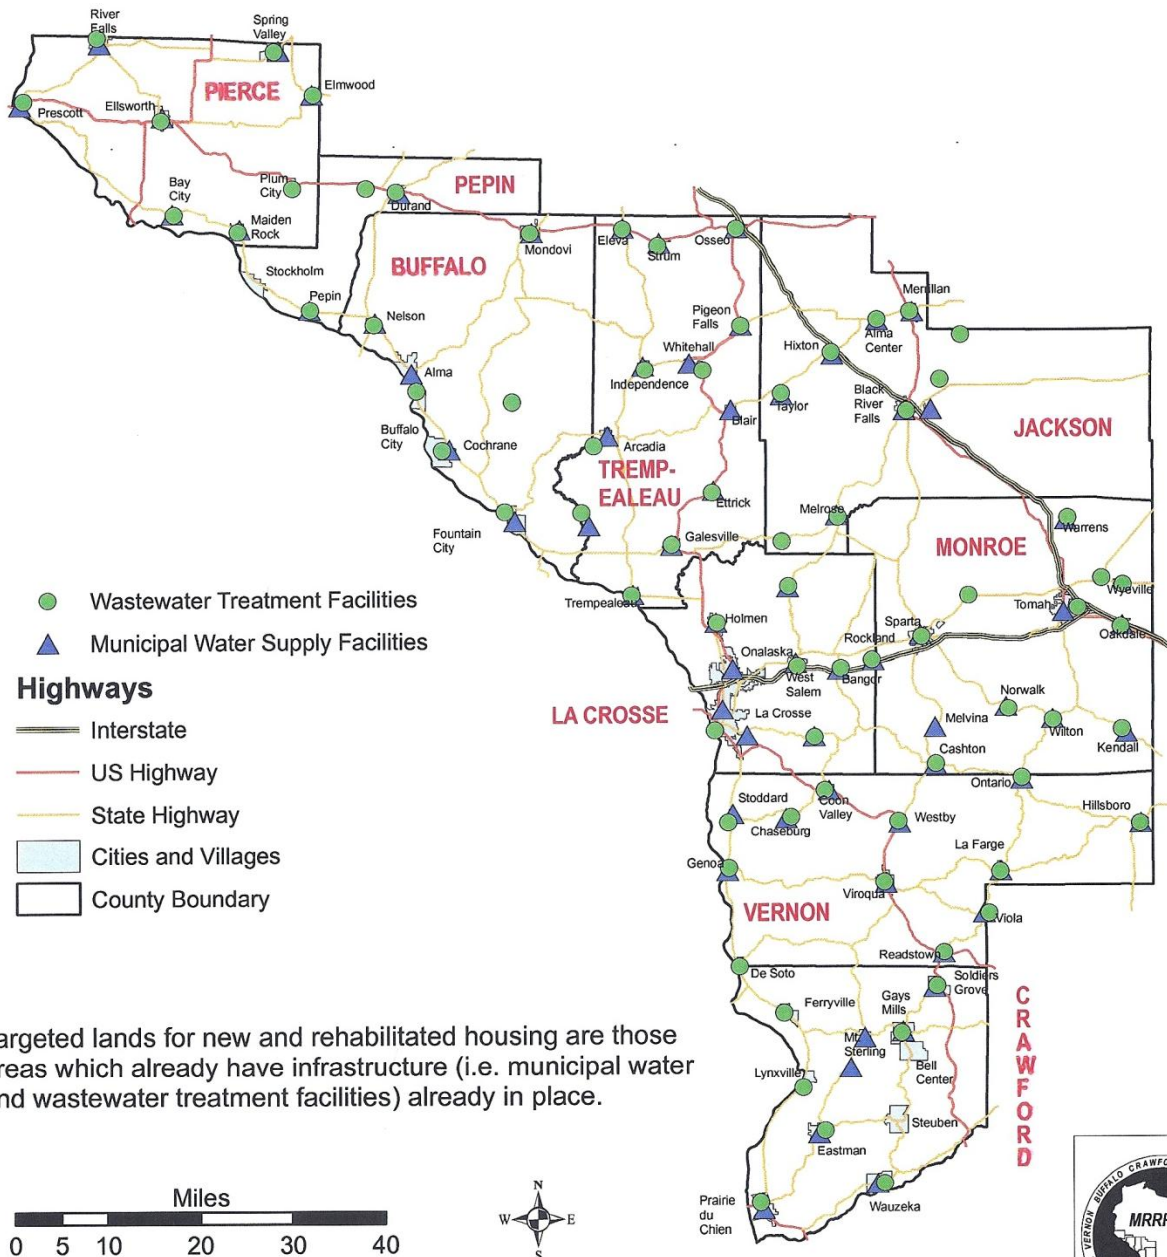 River
Falls
Spring
Valley
PIERCE
Elmwood
Prescott
Ellsworth
Bay
City
Plum
City
PEPIN
Durand
Maiden
Rock
Mondovi
Eleva
Strum
Osseo
BUFFALO
Stockholm
Pepin
Nelson
Pigeon
Falls
Merrillan
Alma
Center
Hixton
Whitehall
Independence
Alma
Taylor
Black
River
Falls
Blair
JACKSON
Buffalo
City
Cochrane
Arcadia
TREMP-
EALEAU
Ettrick
Melrose
Warrens
Fountain
City
Galesville
MONROE
Wyeville
Tomah
Oakdale
Trempealeau
Holmen
Sparta
Rockland
Onalaska
West
Salem
Bangor
Norwalk
LA CROSSE
La Crosse
Melvina
Wilton
Kendall
Cashton
Ontario
Hillsboro
Stoddard
Coon
Valley
Chaseburg
Westby
La Farge
Genoa
Viroqua
VERNON
Viola
Readstown
De Soto
Soldiers
Grove
Ferryville
Gays
Mills
Mt.
Sterling
Bell
Center
Lynxville
Steuben
Eastman
Prairie
du
Chien
Wauzeka
CRAWFORD
Wastewater Treatment Facilities
Municipal Water Supply Facilities
Highways
Interstate
US Highway
State Highway
Cities and Villages
County Boundary
argeted lands for new and rehabilitated housing are those
reas which already have infrastructure (i.e. municipal water
nd wastewater treatment facilities) already in place.
Miles
0 5 10 20 30 40
N
W E
S
VERNON BUFFALO CRAWFO
MRRP